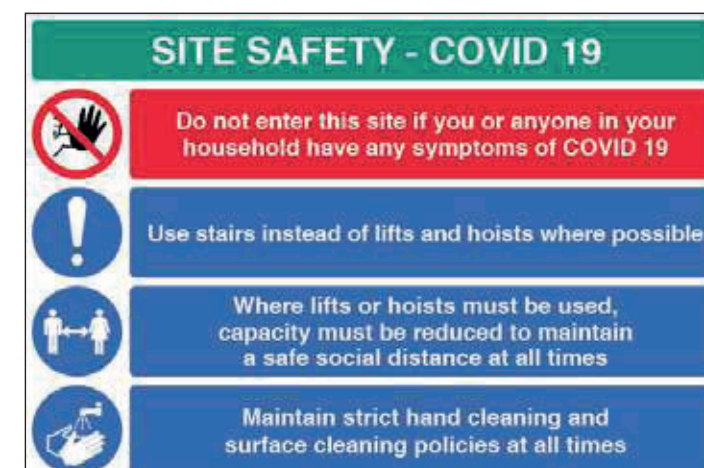 SITE SAFETY - COVID 19
Do not enter this site if you or anyone in your
household have any symptoms of COVID 19
Use stairs instead of lifts and hoists where possible
Where lifts or hoists must be used,
capacity must be reduced to maintain
a safe social distance at all times
Maintain strict hand cleaning and
surface cleaning policies at all times